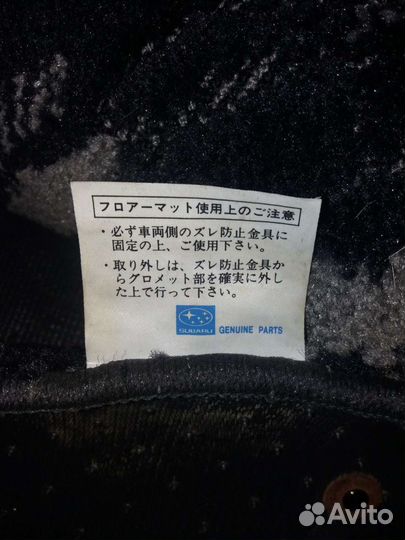 フロアーマット使用上のご注意
・必ず車両側のズレ防止金具に
固定の上、ご使用下さい。
・取り外しは、ズレ防止金具か
らグロメット部を確実に外し
た上で行って下さい。
SUBARU GENUINE PARTS
Avito